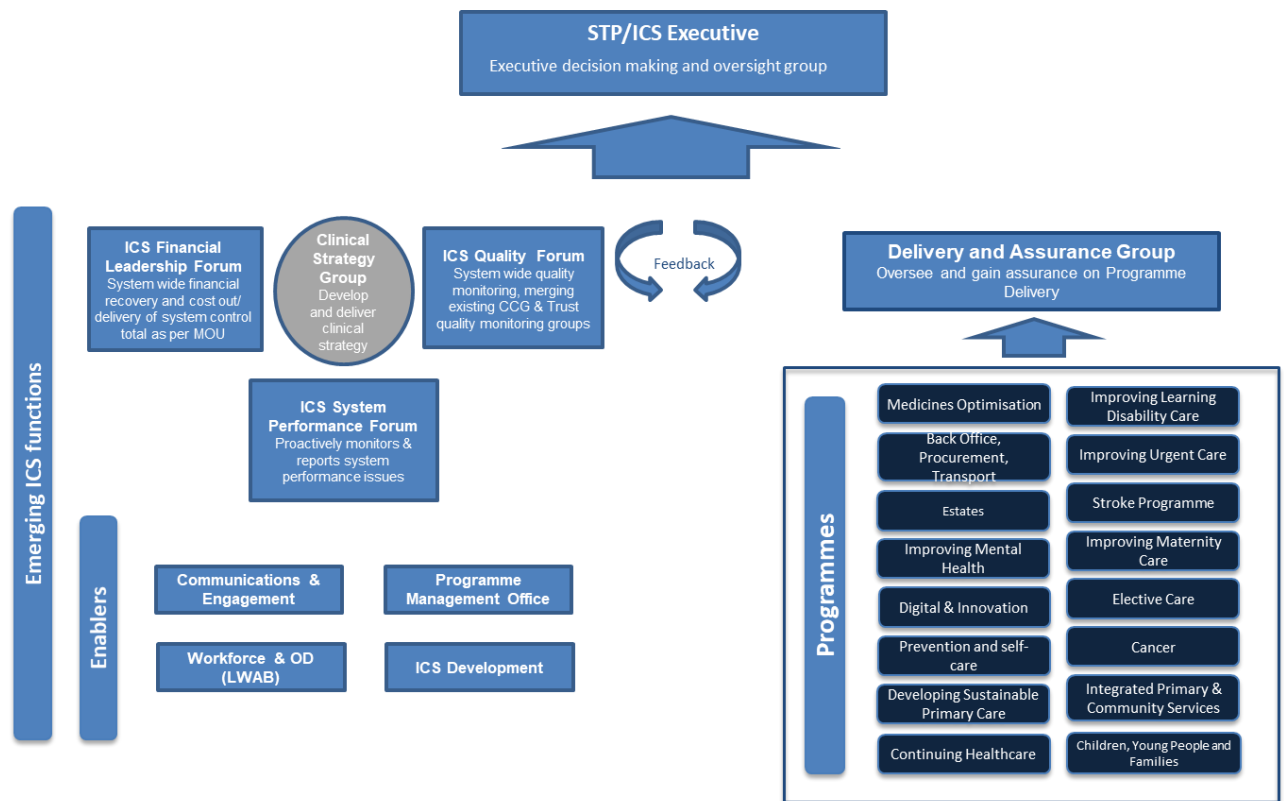 STP/ICS Executive
Executive decision making and oversight group
Emerging ICS functions
ICS Financial
Leadership Forum
System wide financial
recovery and cost out/
delivery of system control
total as per MOU
Clinical
Strategy
Group
Develop
and deliver
clinical
strategy
ICS Quality Forum
System wide quality
monitoring, merging
existing CCG & Trust
quality monitoring groups
Feedback
ICS System
Performance Forum
Proactively monitors &
reports system
performance issues
Enablers
Communications &
Engagement
Programme
Management Office
Workforce & OD
(LWAB)
ICS Development
Delivery and Assurance Group
Oversee and gain assurance on Programme
Delivery
Programmes
Medicines Optimisation
Back Office,
Procurement,
Transport
Estates
Improving Mental
Health
Digital & Innovation
Prevention and self-
care
Developing Sustainable
Primary Care
Continuing Healthcare
Improving Learning
Disability Care
Improving Urgent Care
Stroke Programme
Improving Maternity
Care
Elective Care
Cancer
Integrated Primary &
Community Services
Children, Young People and
Families